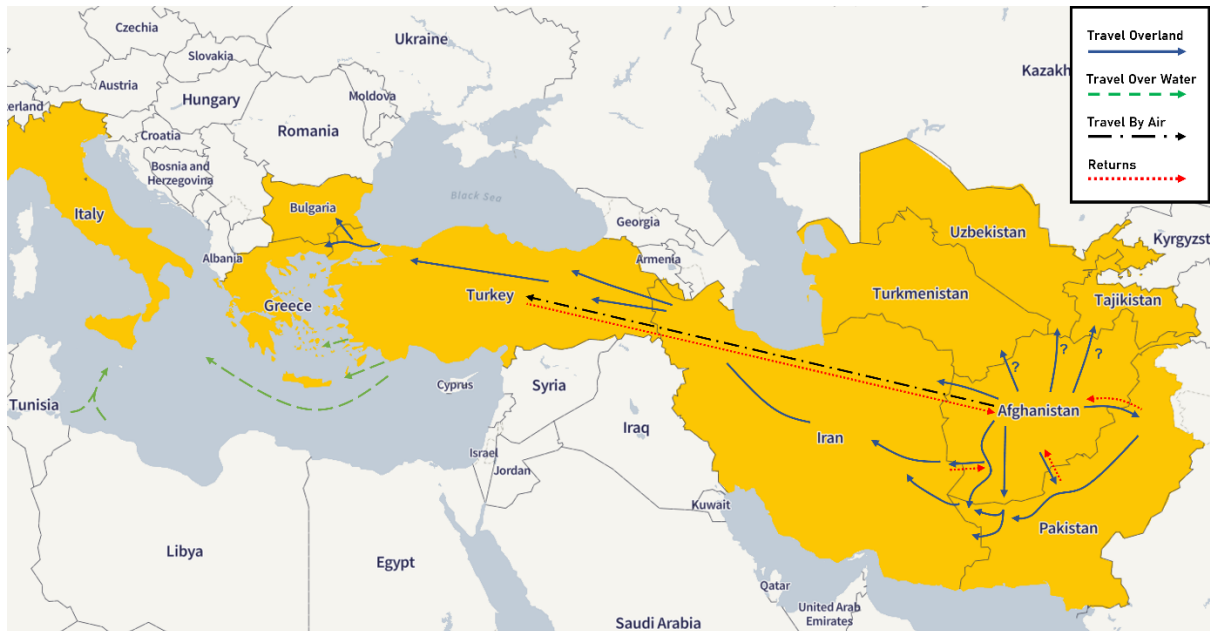 Czechia
Ukraine
Slovakia
Austria
Kazakh
erland
Hungary
Moldova
Romania
Croatia
Bosnia and
Herzegovina
Italy
Bulgaria
Black Sea
Georgia
Armenia
Uzbekistan
Kyrgyzst
Albania
Greece
Turkey
Turkmenistan
Tajikistan
?
?
?
Cyprus
Syria
Tunisia
Afghanistan
Iraq
Iran
Israel
Jordan
Kuwait
Pakistan
Libya
Egypt
Qatar
United Arab
Emirates
Saudi Arabia
Travel Overland
Travel Over Water
Travel By Air
Returns